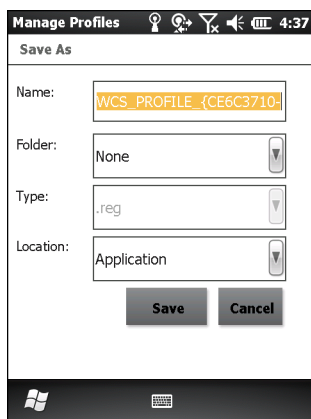 Manage Profiles 4:37
Save As
Name: WCS_PROFILE_{CE6C3710-
Folder: None
Type: .reg
Location: Application
Save Cancel